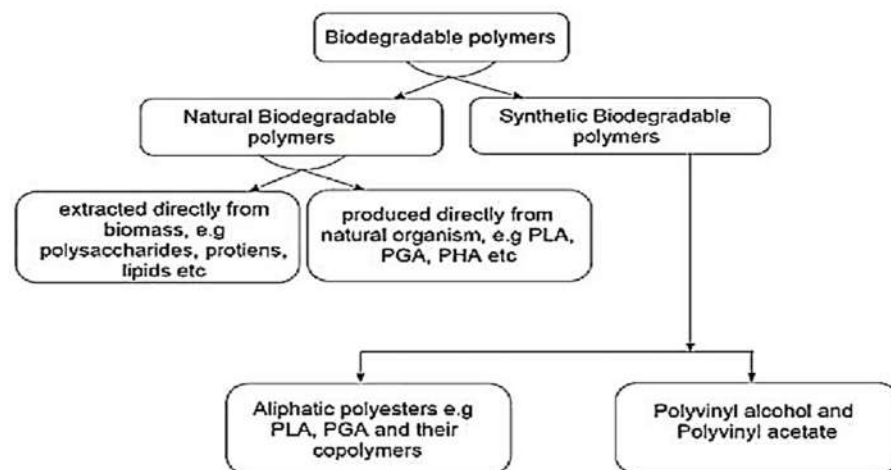 Biodegradable polymers
Natural Biodegradable
polymers
Synthetic Biodegradable
polymers
extracted directly from
biomass, e.g
polysaccharides, protiens,
lipids etc
produced directly from
natural organism, e.g PLA,
PGA, PHA etc
Aliphatic polyesters e.g
PLA, PGA and their
copolymers
Polyvinyl alcohol and
Polyvinyl acetate